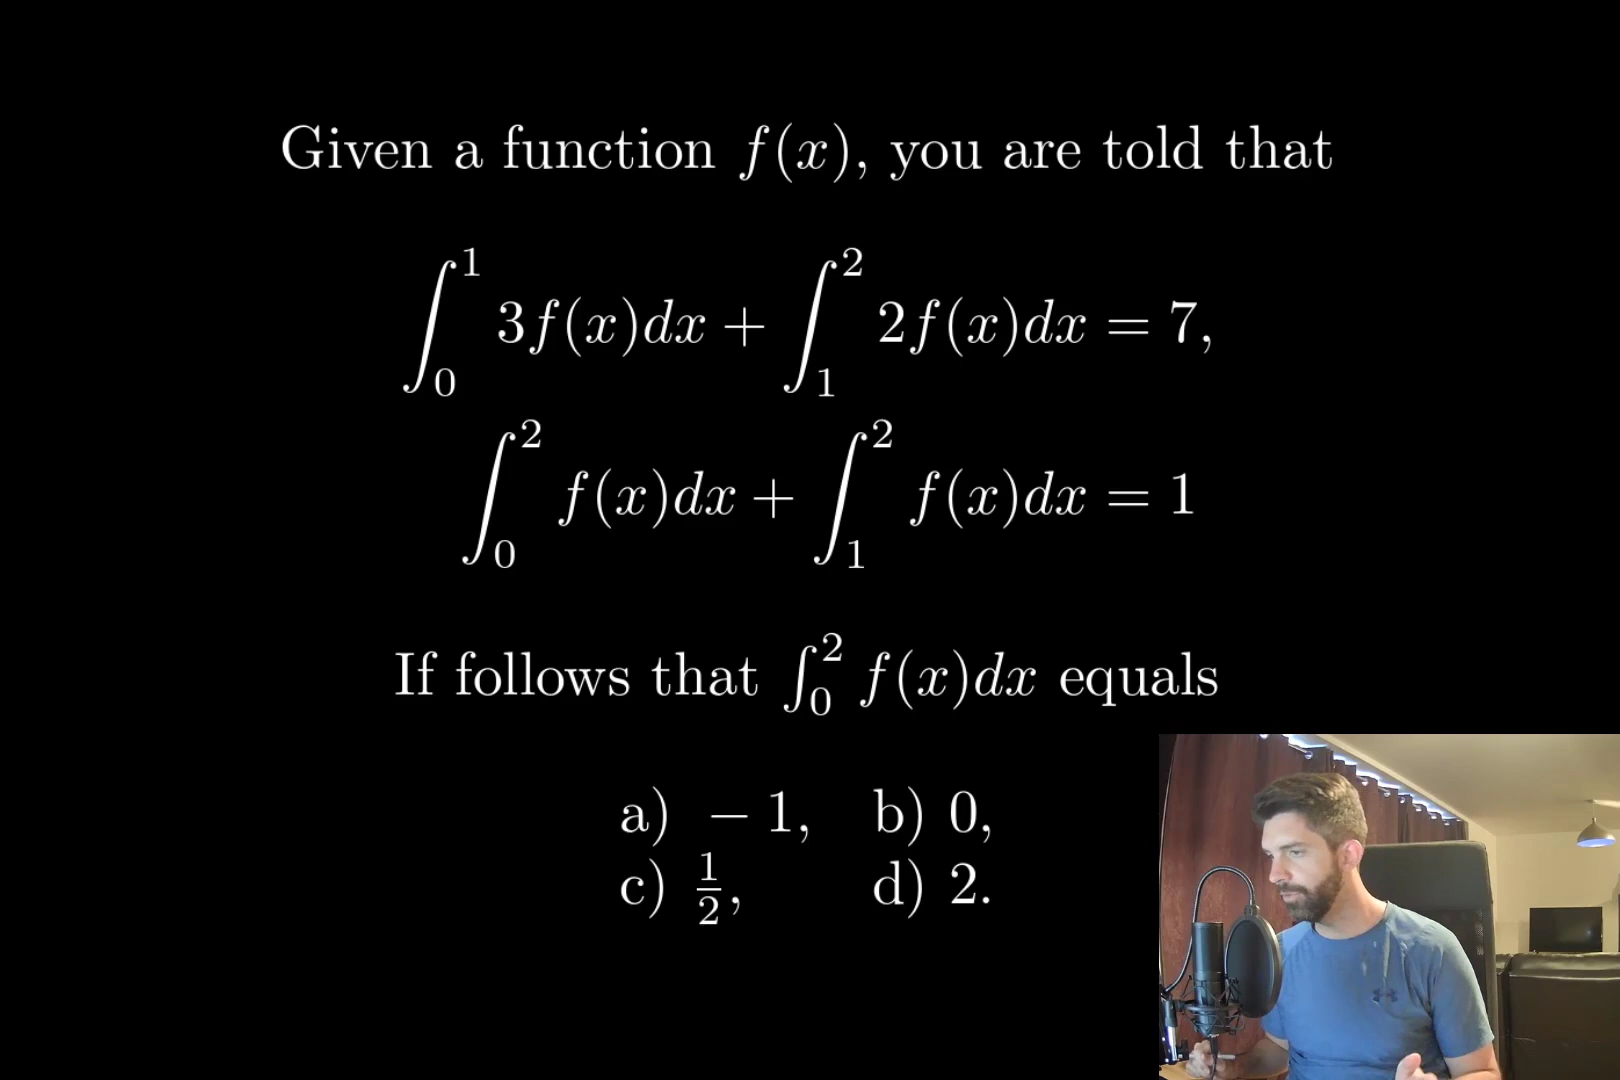 Given a function f(x), you are told that
∫₀¹ 3f(x)dx + ∫₁² 2f(x)dx = 7,
∫₀² f(x)dx + ∫₁² f(x)dx = 1
If follows that ∫₀² f(x)dx equals
a) − 1, b) 0,
c) ½, d) 2.